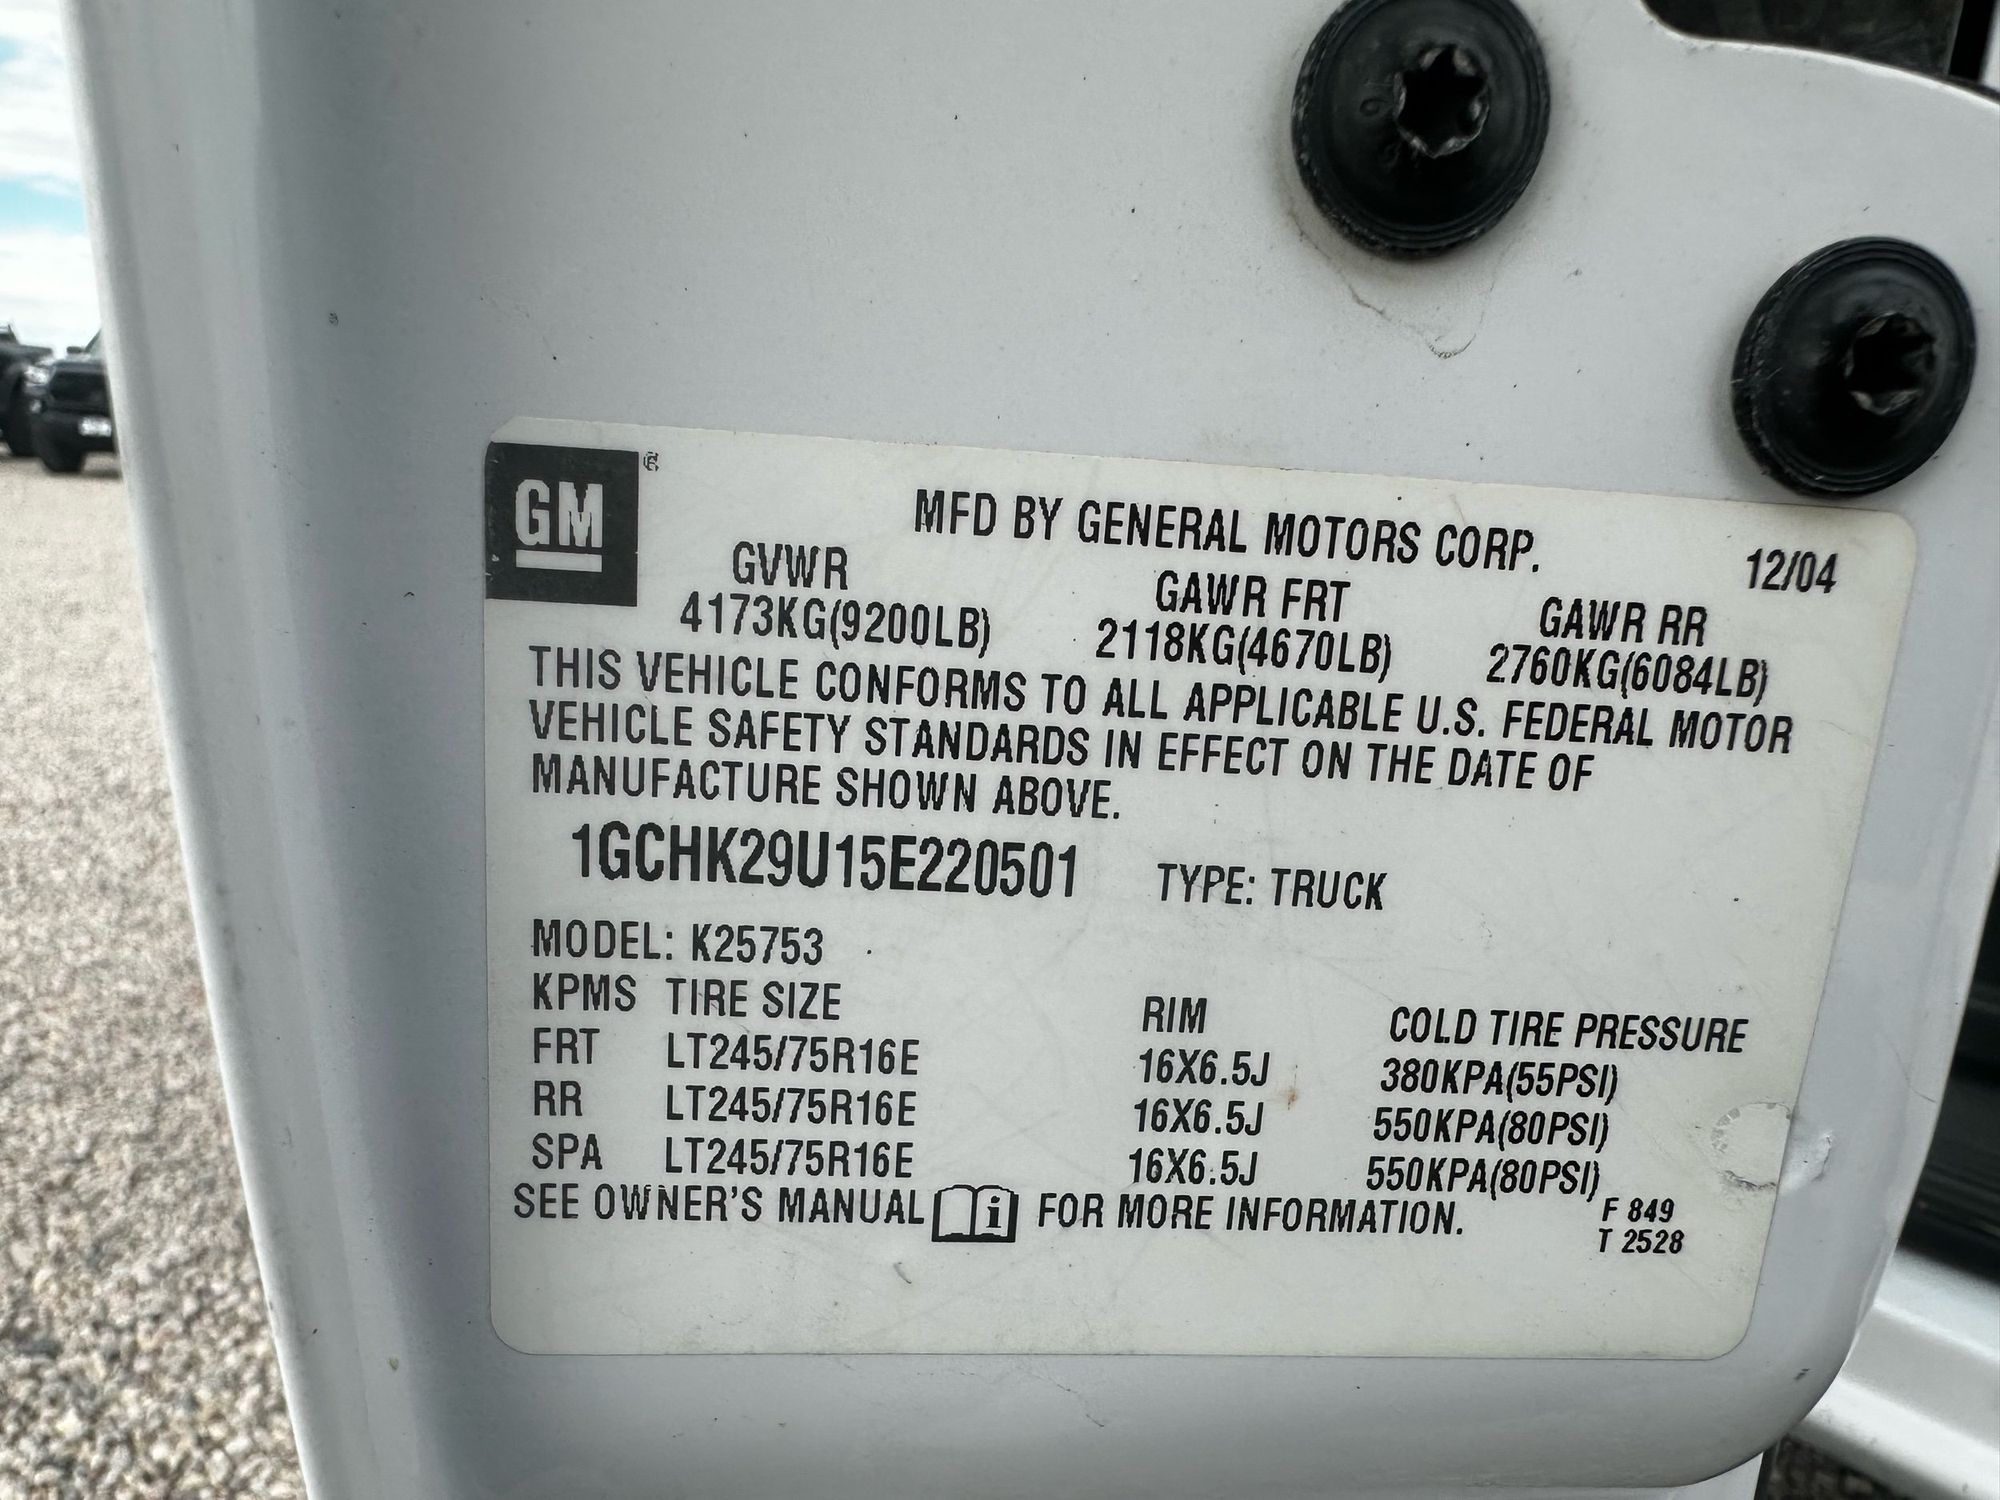 GM ®
MFD BY GENERAL MOTORS CORP. 12/04
GVWR GAWR FRT GAWR RR
4173KG(9200LB) 2118KG(4670LB) 2760KG(6084LB)
THIS VEHICLE CONFORMS TO ALL APPLICABLE U.S. FEDERAL MOTOR
VEHICLE SAFETY STANDARDS IN EFFECT ON THE DATE OF
MANUFACTURE SHOWN ABOVE.
1GCHK29U15E220501 TYPE: TRUCK
MODEL: K25753
KPMS TIRE SIZE RIM COLD TIRE PRESSURE
FRT LT245/75R16E 16X6.5J 380KPA(55PSI)
RR LT245/75R16E 16X6.5J 550KPA(80PSI)
SPA LT245/75R16E 16X6.5J 550KPA(80PSI)
SEE OWNER'S MANUAL i FOR MORE INFORMATION.
F 849
T 2528